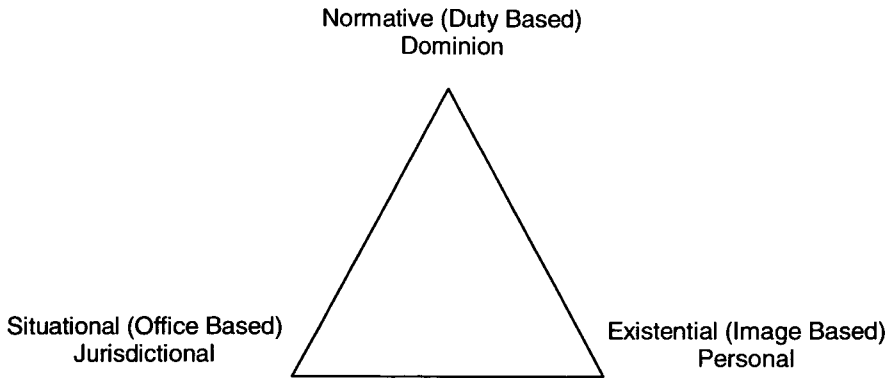 Normative (Duty Based)
Dominion
Situational (Office Based)
Jurisdictional
Existential (Image Based)
Personal